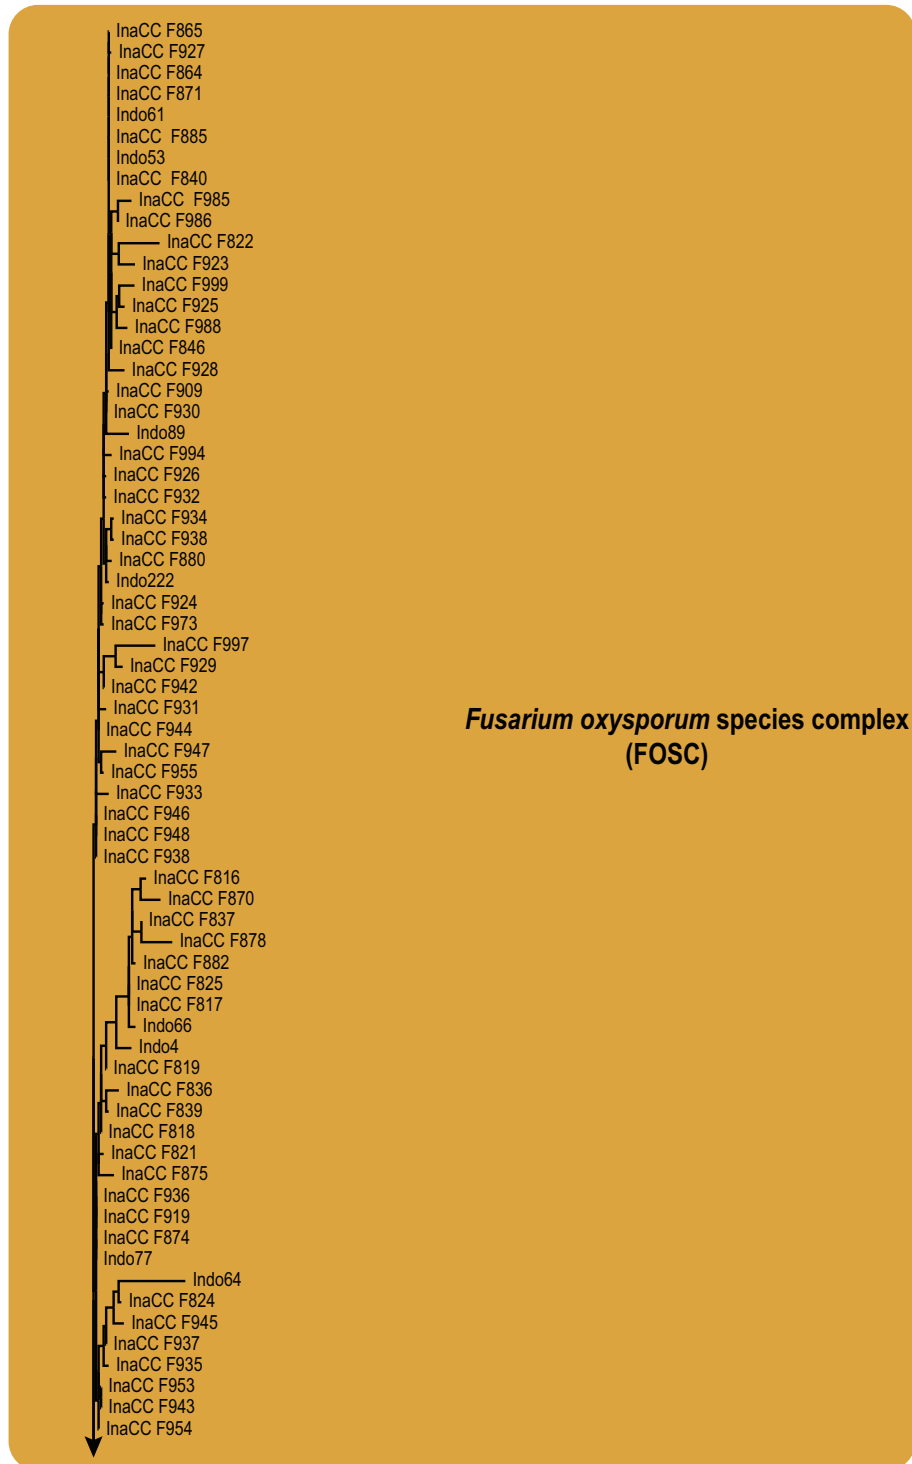 InaCC F865
InaCC F927
InaCC F864
InaCC F871
Indo61
InaCC F885
Indo53
InaCC F840
InaCC F985
InaCC F986
InaCC F822
InaCC F923
InaCC F999
InaCC F925
InaCC F988
InaCC F846
InaCC F928
InaCC F909
InaCC F930
Indo89
InaCC F994
InaCC F926
InaCC F932
InaCC F934
InaCC F938
InaCC F880
Indo222
InaCC F924
InaCC F973
InaCC F997
InaCC F929
InaCC F942
InaCC F931
InaCC F944
InaCC F947
InaCC F955
InaCC F933
InaCC F946
InaCC F948
InaCC F938
InaCC F816
InaCC F870
InaCC F837
InaCC F878
InaCC F882
InaCC F825
InaCC F817
Indo66
Indo4
InaCC F819
InaCC F836
InaCC F839
InaCC F818
InaCC F821
InaCC F875
InaCC F936
InaCC F919
InaCC F874
Indo77
Indo64
InaCC F824
InaCC F945
InaCC F937
InaCC F935
InaCC F953
InaCC F943
InaCC F954
Fusarium oxysporum species complex
(FOSC)